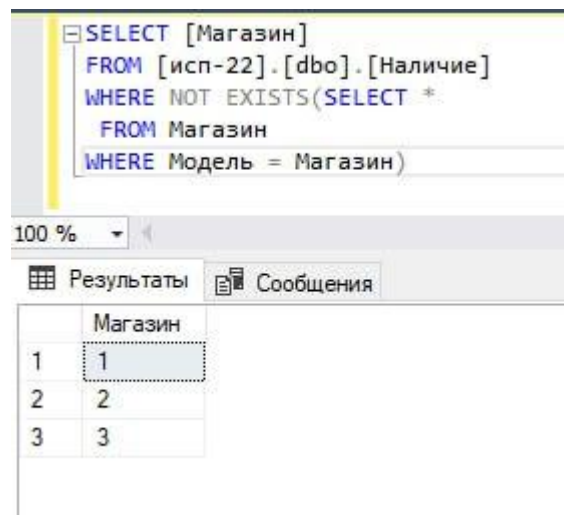 SELECT [Магазин]
FROM [исп-22].[dbo].[Наличие]
WHERE NOT EXISTS(SELECT *
FROM Магазин
WHERE Модель = Магазин)
100 %
Результаты Сообщения
Магазин
1 1
2 2
3 3